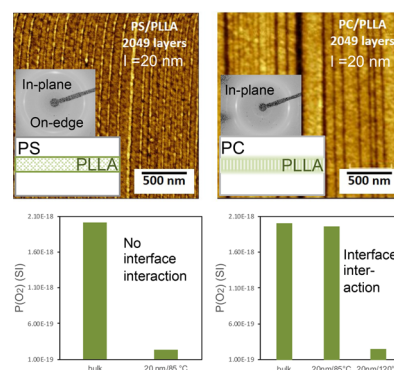 PS/PLLA
2049 layers
l =20 nm
In-plane
On-edge
PS
PLLA
500 nm
PC/PLLA
2049 layers
l =20 nm
In-plane
PC
PLLA
500 nm
P(O₂) (SI)
2.10E-18
1.60E-18
1.10E-18
6.00E-19
1.00E-19
No
interface
interaction
bulk
20 nm/85 °C
P(O₂) (SI)
2.10E-18
1.60E-18
1.10E-18
6.00E-19
1.00E-19
Interface
inter-
action
bulk
20nm/85°C
20nm/120°